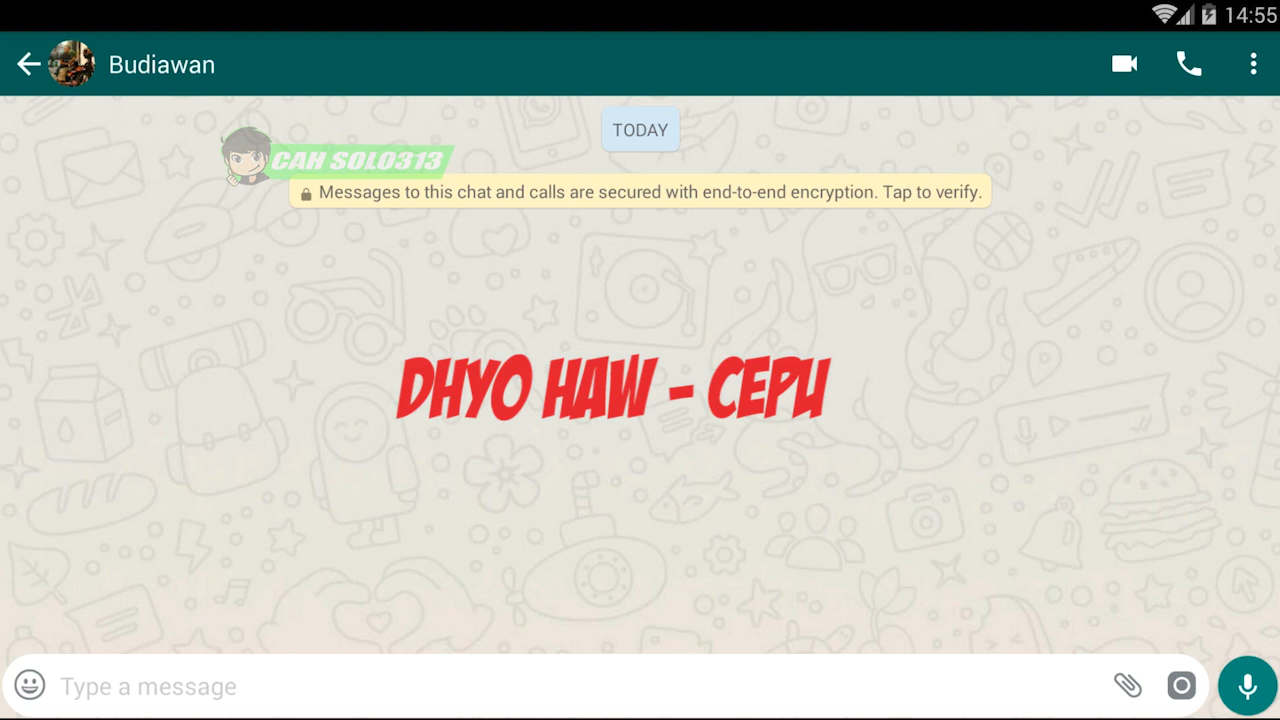 14:55
Budiawan
TODAY
CAH SOLO313
Messages to this chat and calls are secured with end-to-end encryption. Tap to verify.
DHYO HAW - CEPU
Type a message